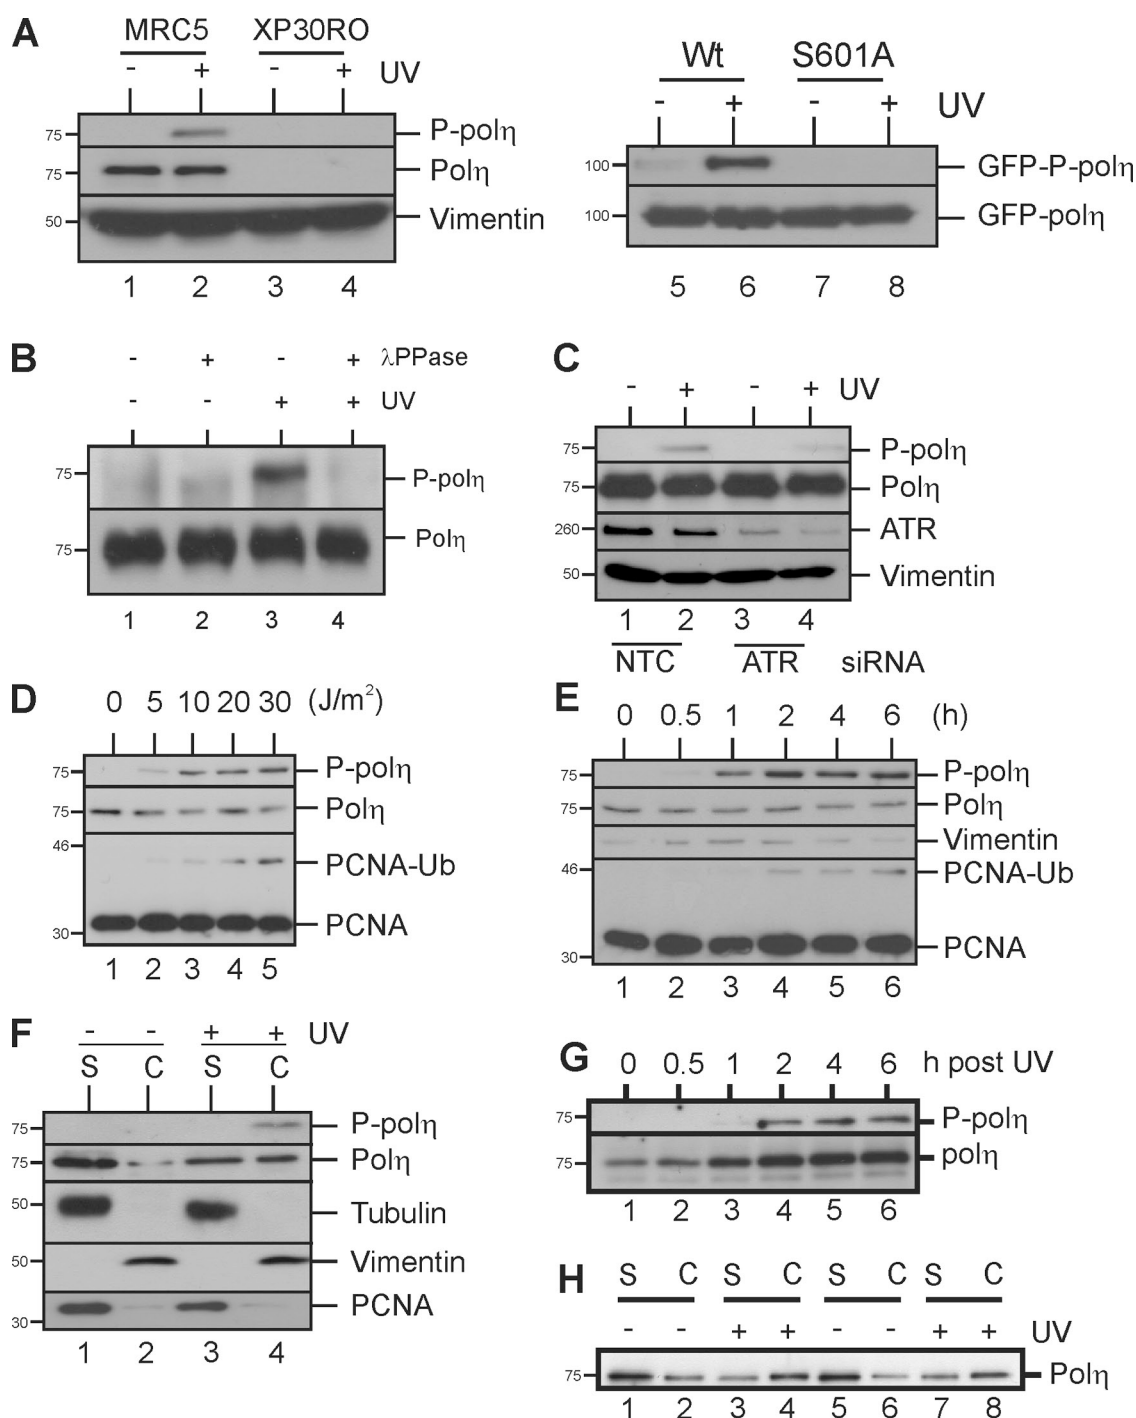 A
MRC5 XP30RO
- + - + UV
75 P-polη
75 Polη
50 Vimentin
1 2 3 4
Wt S601A
- + - + UV
100 GFP-P-polη
100 GFP-polη
5 6 7 8
B
- + - + λPPase
- - + + UV
75 P-polη
75 Polη
1 2 3 4
C
- + - + UV
75 P-polη
75 Polη
260 ATR
50 Vimentin
1 2 3 4
NTC ATR siRNA
D
0 5 10 20 30 (J/m²)
75 P-polη
75 Polη
46 PCNA-Ub
30 PCNA
1 2 3 4 5
E
0 0.5 1 2 4 6 (h)
75 P-polη
75 Polη
Vimentin
46 PCNA-Ub
30 PCNA
1 2 3 4 5 6
F
- - + + UV
S C S C
75 P-polη
75 Polη
50 Tubulin
50 Vimentin
30 PCNA
1 2 3 4
G
0 0.5 1 2 4 6 h post UV
75 P-polη
75 polη
1 2 3 4 5 6
H
S C S C S C S C
- - + + - - + + UV
75 Polη
1 2 3 4 5 6 7 8